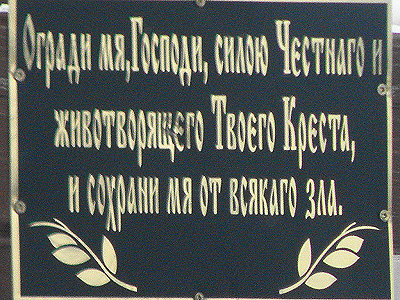 Огради мя, Господи, силою Честнаго и
животворящего Твоего Креста,
и сохрани мя от всякаго зла.